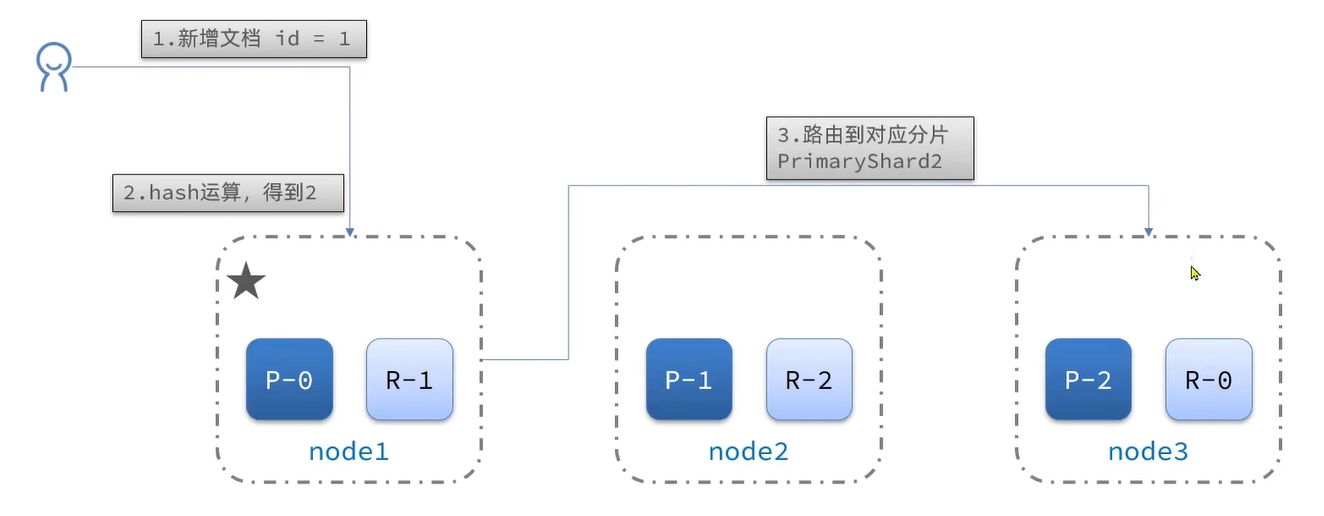 1.新增文档 id = 1
2.hash运算，得到2
3.路由到对应分片
PrimaryShard2
P-0
R-1
node1
P-1
R-2
node2
P-2
R-0
node3